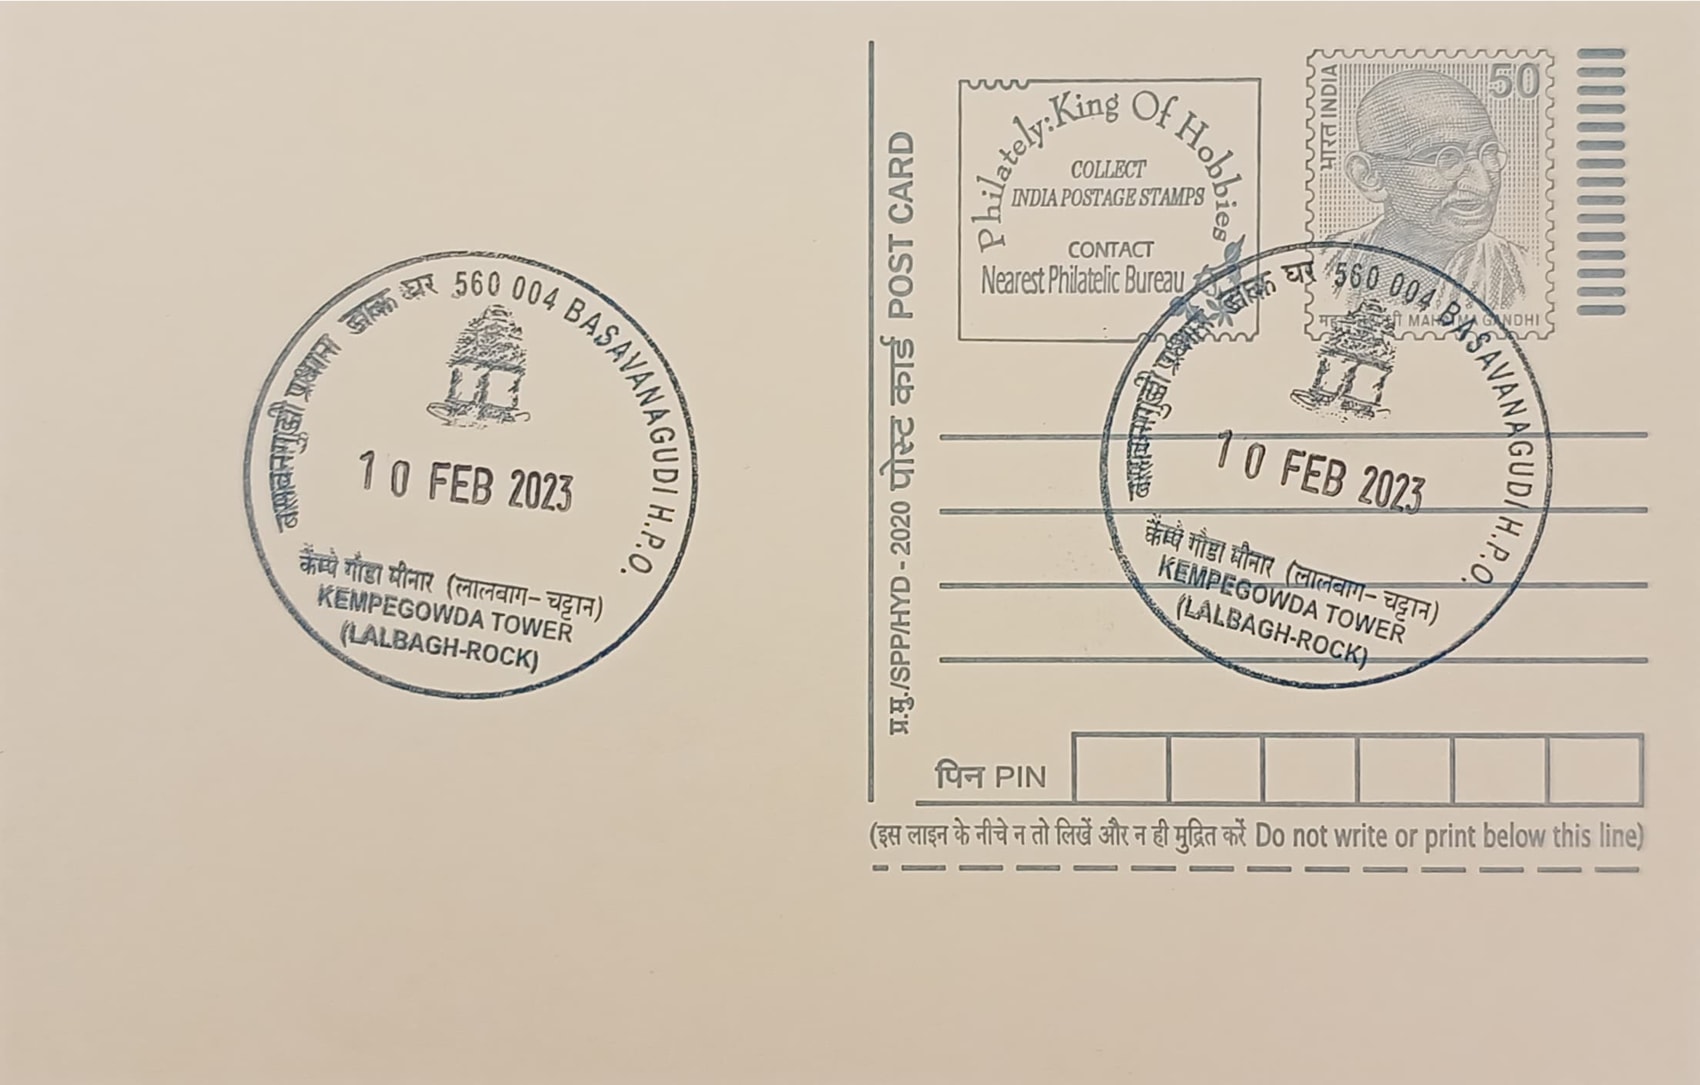 बसवनगुडी प्रधान डाक घर 560 004 BASAVANAGUDI H.P.O.
10 FEB 2023
कैम्पे गौडा मीनार (लालबाग- चट्टान)
KEMPEGOWDA TOWER
(LALBAGH-ROCK)
प्र.मु./SPP/HYD - 2020 पोस्ट कार्ड POST CARD
Philately:King Of Hobbies
COLLECT
INDIA POSTAGE STAMPS
CONTACT
Nearest Philatelic Bureau
भारत INDIA
50
MAHATMA GANDHI
बसवनगुडी प्रधान डाक घर 560 004 BASAVANAGUDI H.P.O.
10 FEB 2023
कैम्पे गौडा मीनार (लालबाग- चट्टान)
KEMPEGOWDA TOWER
(LALBAGH-ROCK)
पिन PIN
(इस लाइन के नीचे न तो लिखें और न ही मुद्रित करें Do not write or print below this line)